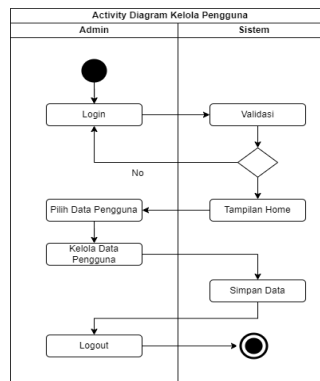 Activity Diagram Kelola Pengguna
Admin
Sistem
Login
Validasi
No
Pilih Data Pengguna
Tampilan Home
Kelola Data
Pengguna
Simpan Data
Logout